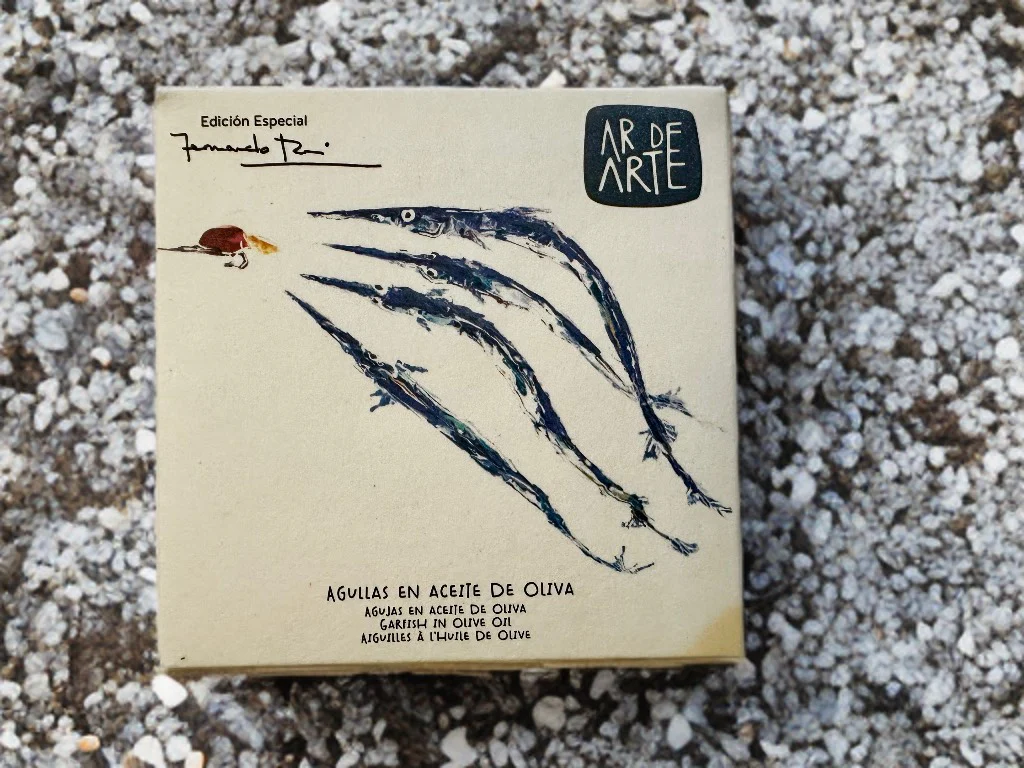 Edición Especial
Fernando
AR DE
ARTE
AGULLAS EN ACEITE DE OLIVA
AGUJAS EN ACEITE DE OLIVA
GARFISH IN OLIVE OIL
AIGUILLES À L'HUILE DE OLIVE